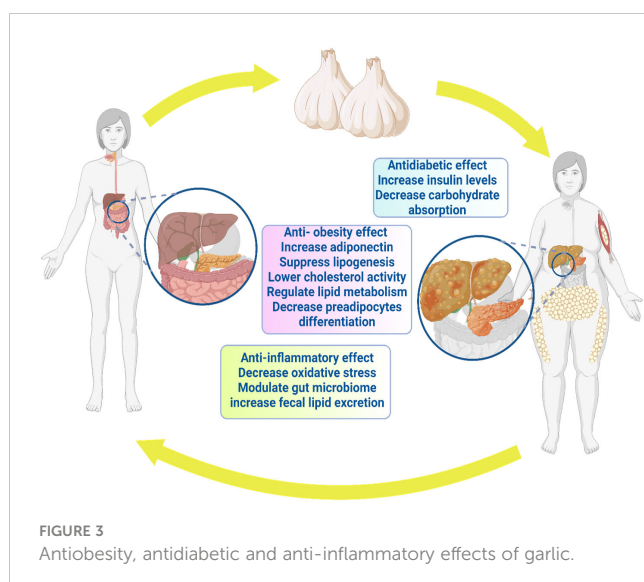 Antidiabetic effect
Increase insulin levels
Decrease carbohydrate
absorption
Anti- obesity effect
Increase adiponectin
Suppress lipogenesis
Lower cholesterol activity
Regulate lipid metabolism
Decrease preadipocytes
differentiation
Anti-inflammatory effect
Decrease oxidative stress
Modulate gut microbiome
increase fecal lipid excretion
FIGURE 3
Antiobesity, antidiabetic and anti-inflammatory effects of garlic.